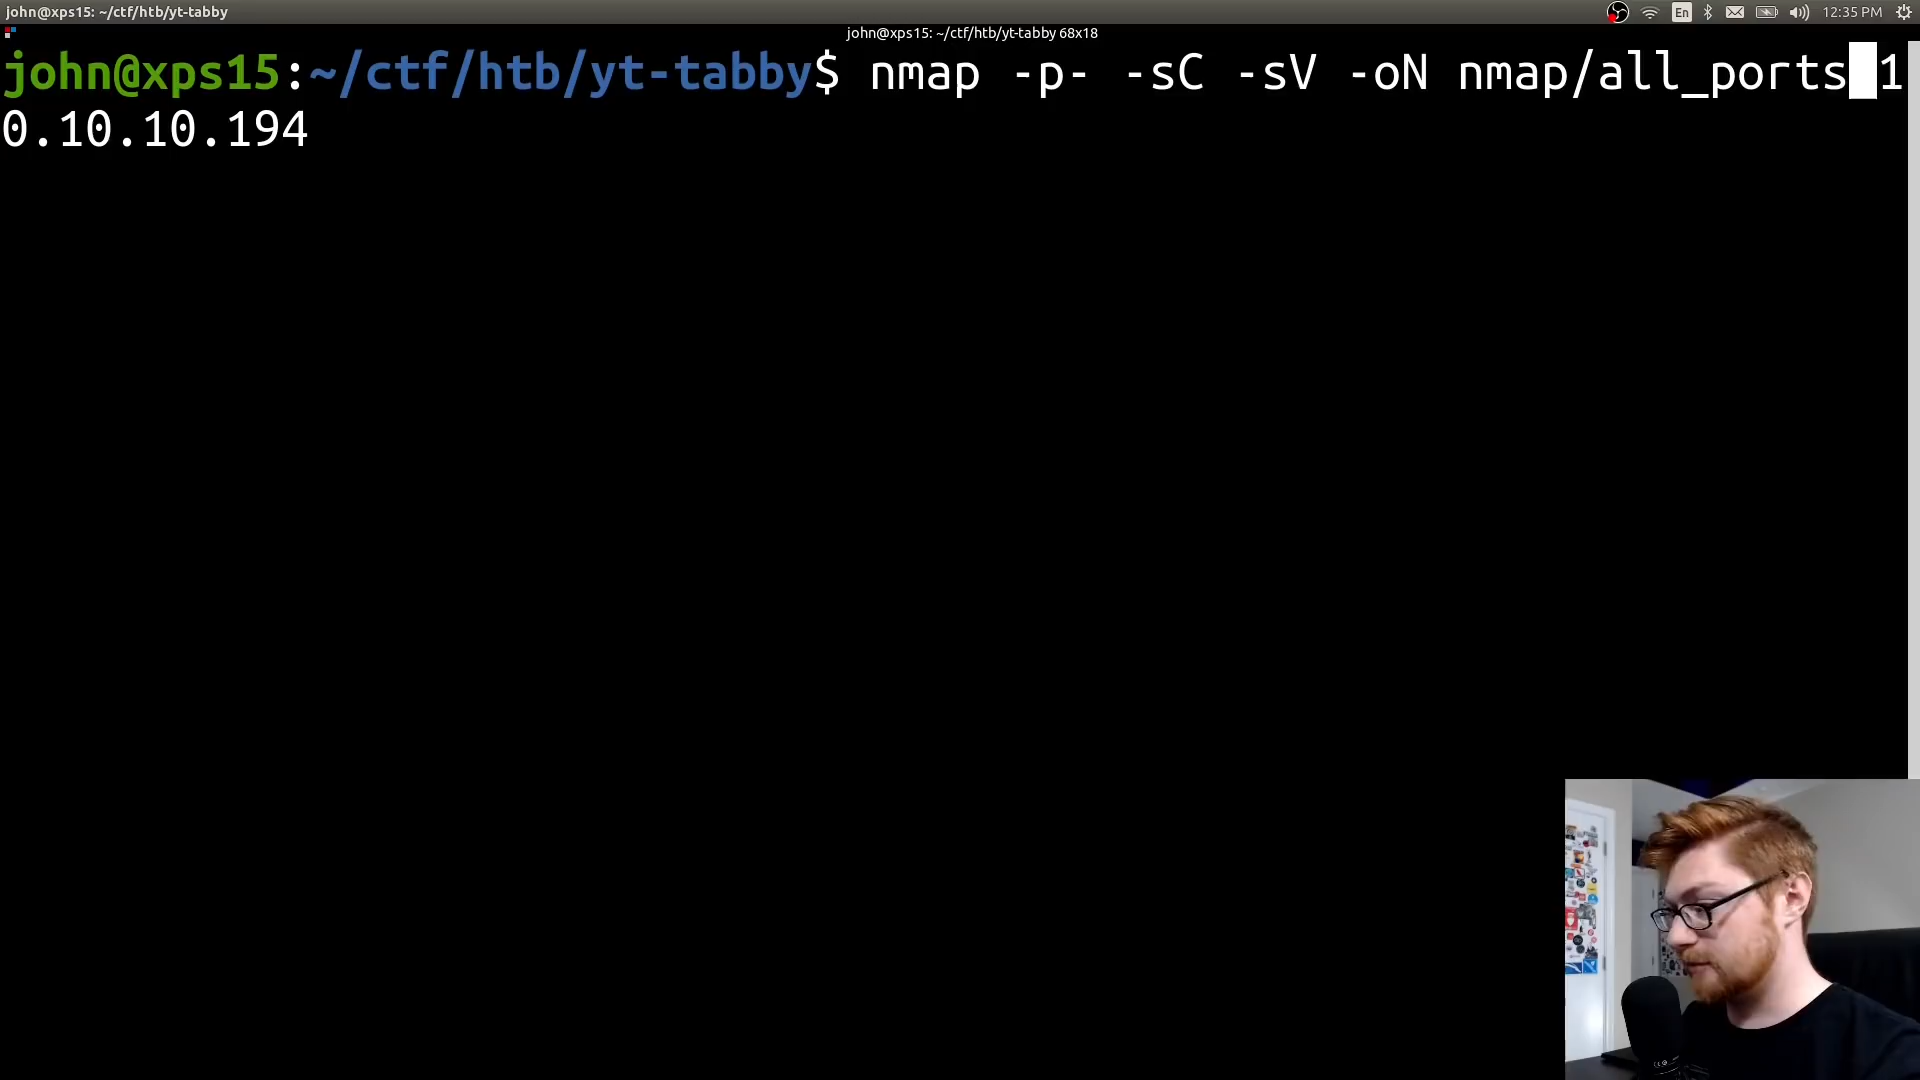 john@xps15: ~/ctf/htb/yt-tabby
En
12:35 PM
john@xps15: ~/ctf/htb/yt-tabby 68x18
john@xps15:~/ctf/htb/yt-tabby$ nmap -p- -sC -sV -oN nmap/all_ports 1
0.10.10.194